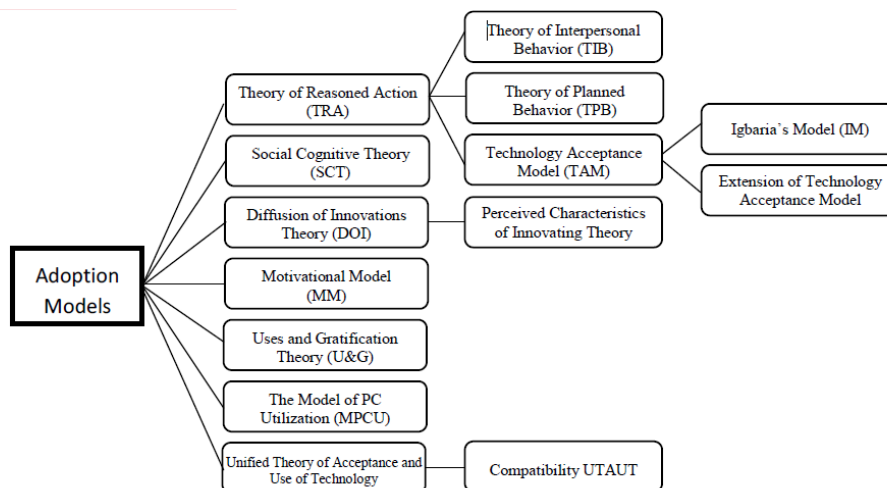 Adoption
Models
Theory of Reasoned Action
(TRA)
Social Cognitive Theory
(SCT)
Diffusion of Innovations
Theory (DOI)
Motivational Model
(MM)
Uses and Gratification
Theory (U&G)
The Model of PC
Utilization (MPCU)
Unified Theory of Acceptance and
Use of Technology
Theory of Interpersonal
Behavior (TIB)
Theory of Planned
Behavior (TPB)
Technology Acceptance
Model (TAM)
Perceived Characteristics
of Innovating Theory
Compatibility UTAUT
Igbaria's Model (IM)
Extension of Technology
Acceptance Model